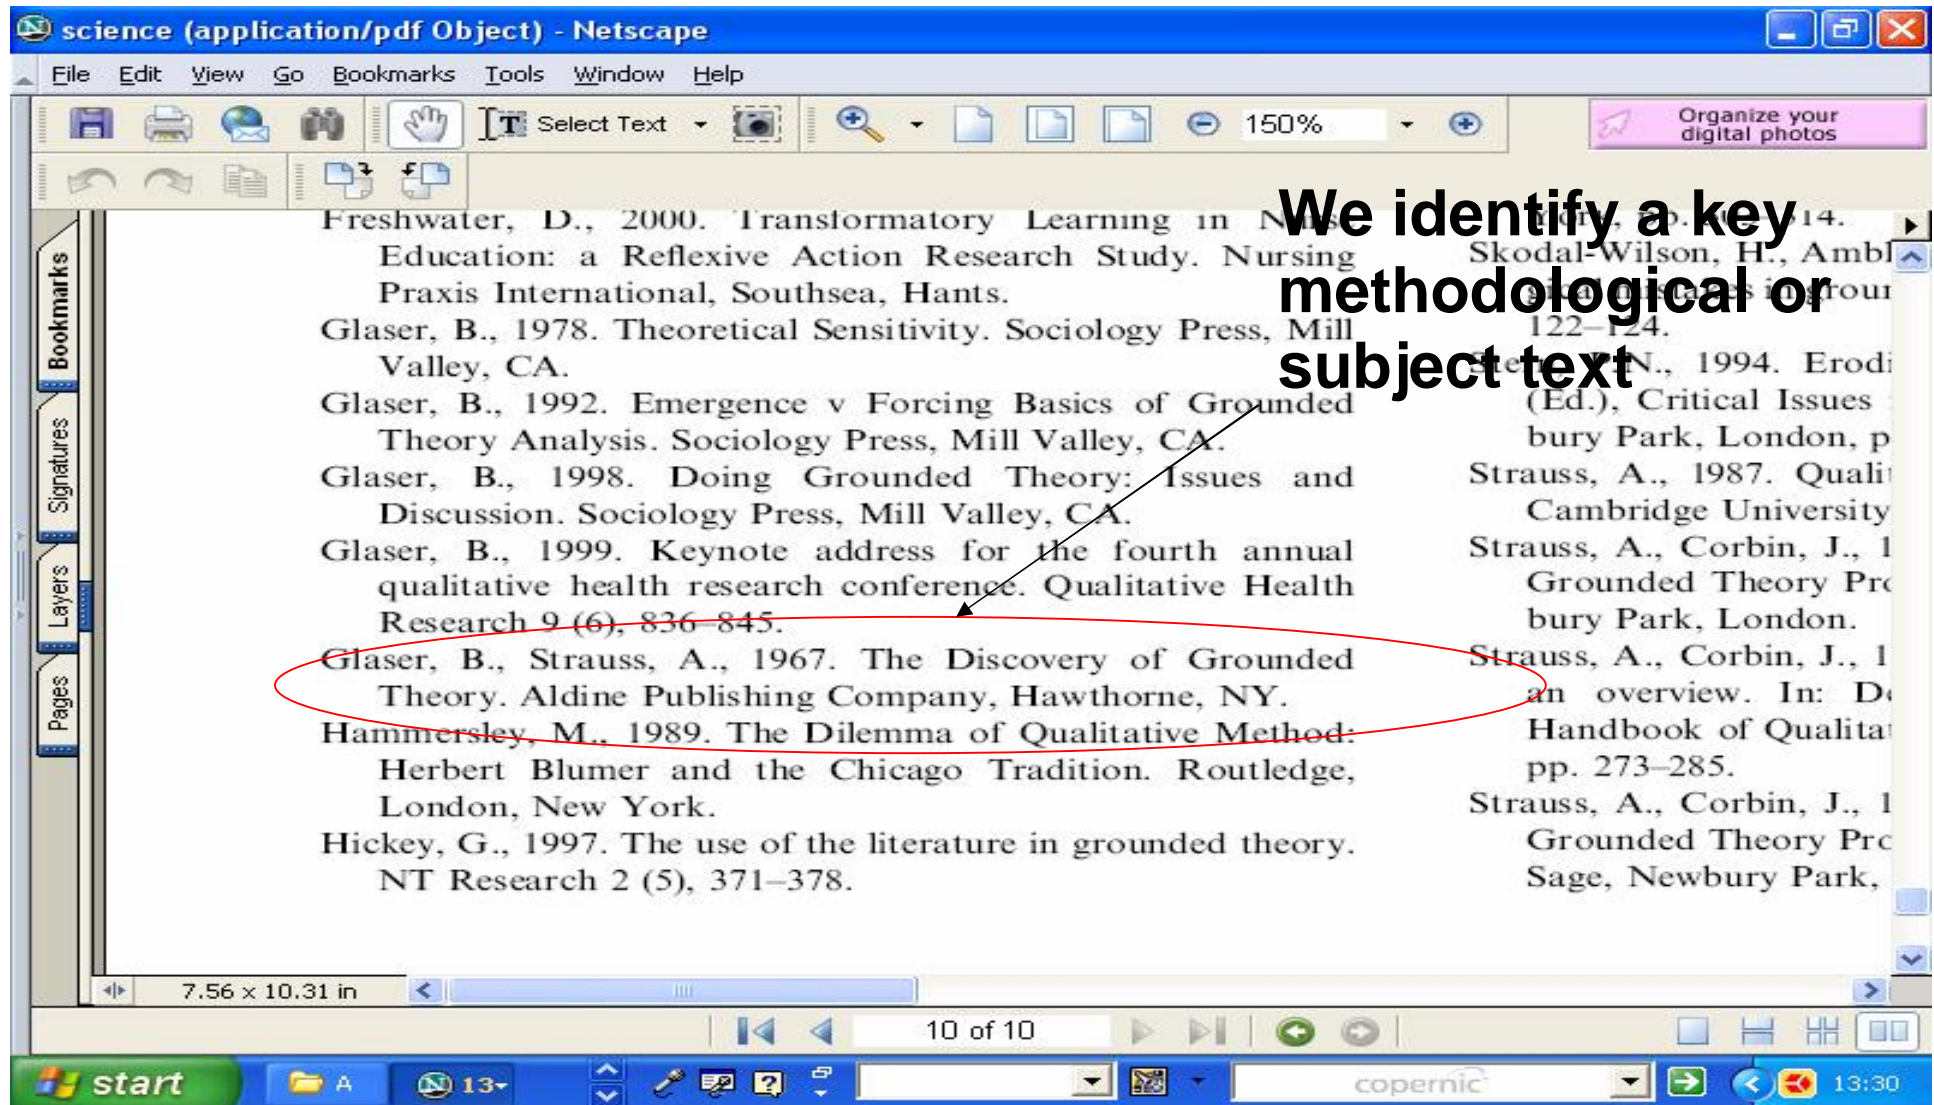 science (application/pdf Object) - Netscape
File Edit View Go Bookmarks Tools Window Help
Select Text
150%
Organize your
digital photos
We identify a key
methodological or
subject text
Bookmarks
Signatures
Layers
Pages
Freshwater, D., 2000. Transformatory Learning in
Education: a Reflexive Action Research Study. Nursing
Praxis International, Southsea, Hants.
Glaser, B., 1978. Theoretical Sensitivity. Sociology Press, Mill
Valley, CA.
Glaser, B., 1992. Emergence v Forcing Basics of Grounded
Theory Analysis. Sociology Press, Mill Valley, CA.
Glaser, B., 1998. Doing Grounded Theory: Issues and
Discussion. Sociology Press, Mill Valley, CA.
Glaser, B., 1999. Keynote address for the fourth annual
qualitative health research conference. Qualitative Health
Research 9 (6), 836–845.
Glaser, B., Strauss, A., 1967. The Discovery of Grounded
Theory. Aldine Publishing Company, Hawthorne, NY.
Hammersley, M., 1989. The Dilemma of Qualitative Method:
Herbert Blumer and the Chicago Tradition. Routledge,
London, New York.
Hickey, G., 1997. The use of the literature in grounded theory.
NT Research 2 (5), 371–378.
Skodal-Wilson, H., Ambl
122–124.
1994. Erodi
(Ed.), Critical Issues
bury Park, London, p
Strauss, A., 1987. Quali
Cambridge University
Strauss, A., Corbin, J., 1
Grounded Theory Pro
bury Park, London.
Strauss, A., Corbin, J., 1
an overview. In: De
Handbook of Qualita
pp. 273–285.
Strauss, A., Corbin, J., 1
Grounded Theory Pro
Sage, Newbury Park,
7.56 x 10.31 in
10 of 10
start
A
13
copernic
13:30